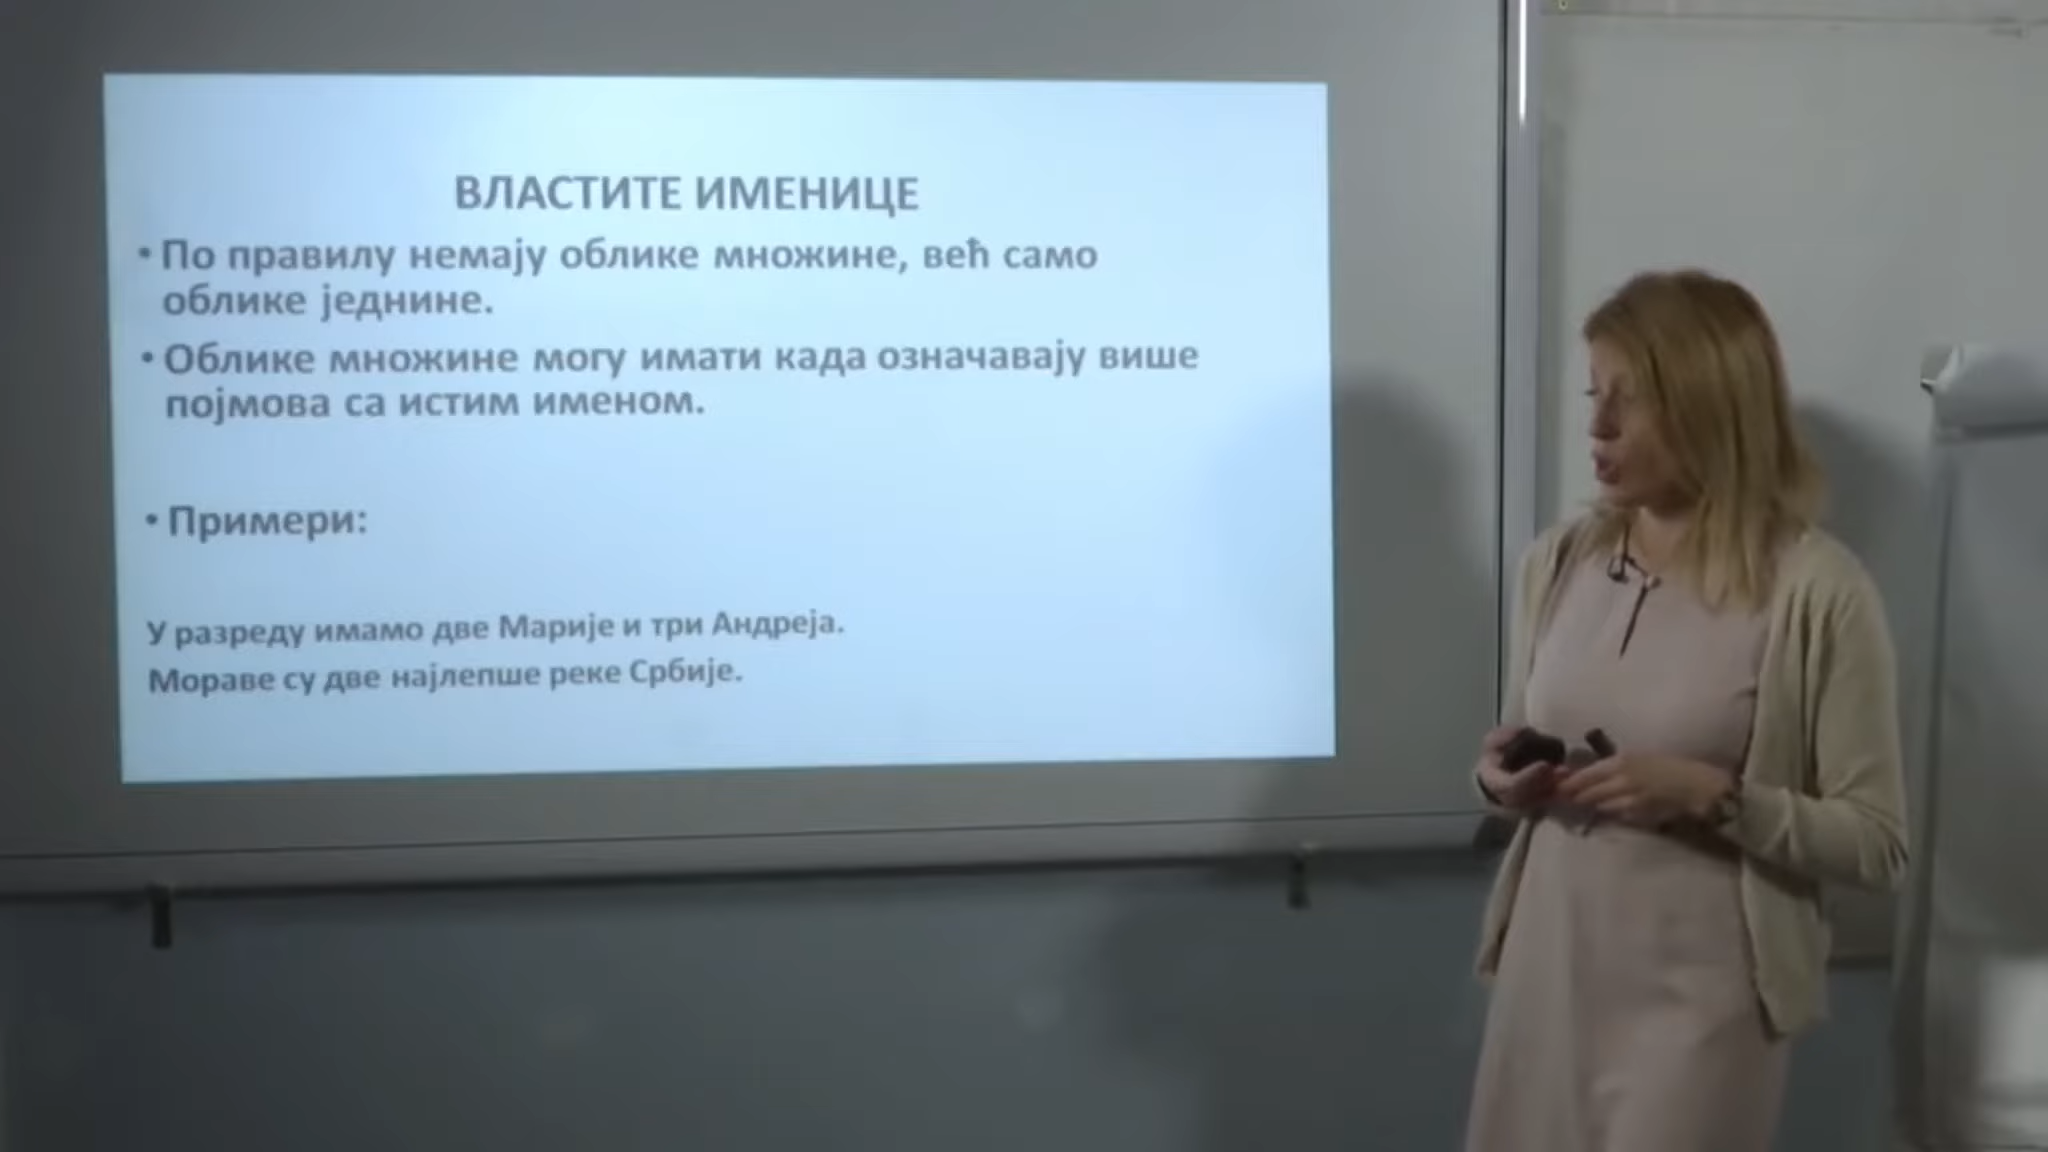 ВЛАСТИТЕ ИМЕНИЦЕ
• По правилу немају облике множине, већ само
облике једнине.
• Облике множине могу имати када означавају више
појмова са истим именом.
• Примери:
У разреду имамо две Марије и три Андреја.
Мораве су две најлепше реке Србије.